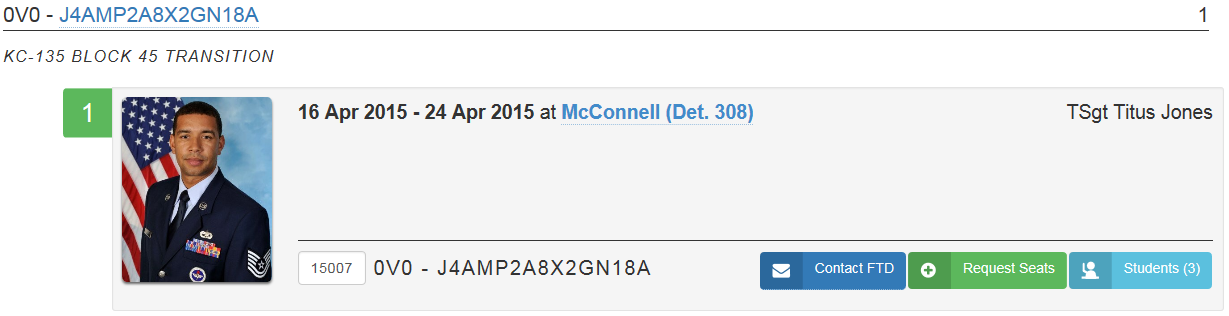 0V0 - J4AMP2A8X2GN18A 1
KC-135 BLOCK 45 TRANSITION
1 16 Apr 2015 - 24 Apr 2015 at McConnell (Det. 308) TSgt Titus Jones
15007 0V0 - J4AMP2A8X2GN18A Contact FTD Request Seats Students (3)